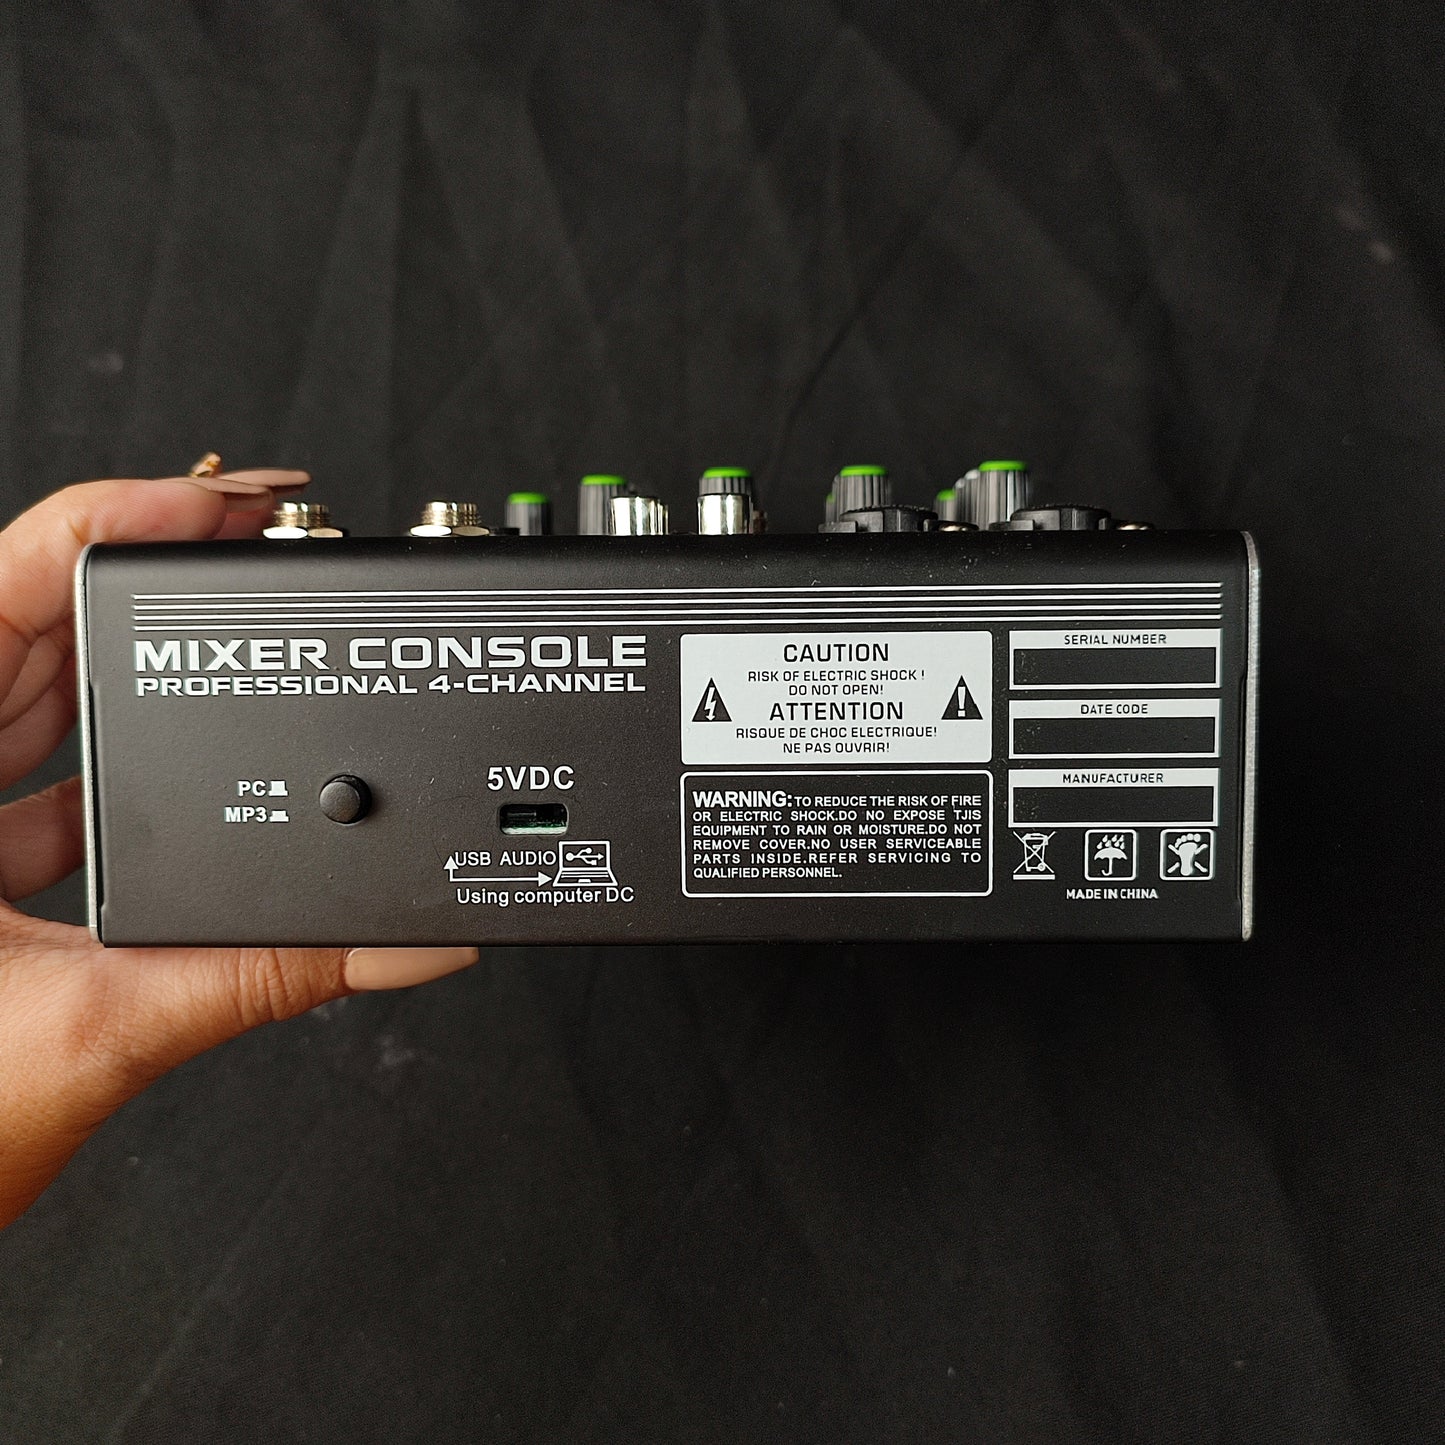 MIXER CONSOLE
PROFESSIONAL 4-CHANNEL
PC
MP3
5VDC
USB AUDIO
Using computer DC
CAUTION
RISK OF ELECTRIC SHOCK !
DO NOT OPEN!
ATTENTION
RISQUE DE CHOC ELECTRIQUE!
NE PAS OUVRIR!
WARNING: TO REDUCE THE RISK OF FIRE
OR ELECTRIC SHOCK.DO NO EXPOSE TJIS
EQUIPMENT TO RAIN OR MOISTURE.DO NOT
REMOVE COVER.NO USER SERVICEABLE
PARTS INSIDE.REFER SERVICING TO
QUALIFIED PERSONNEL.
SERIAL NUMBER
DATE CODE
MANUFACTURER
MADE IN CHINA